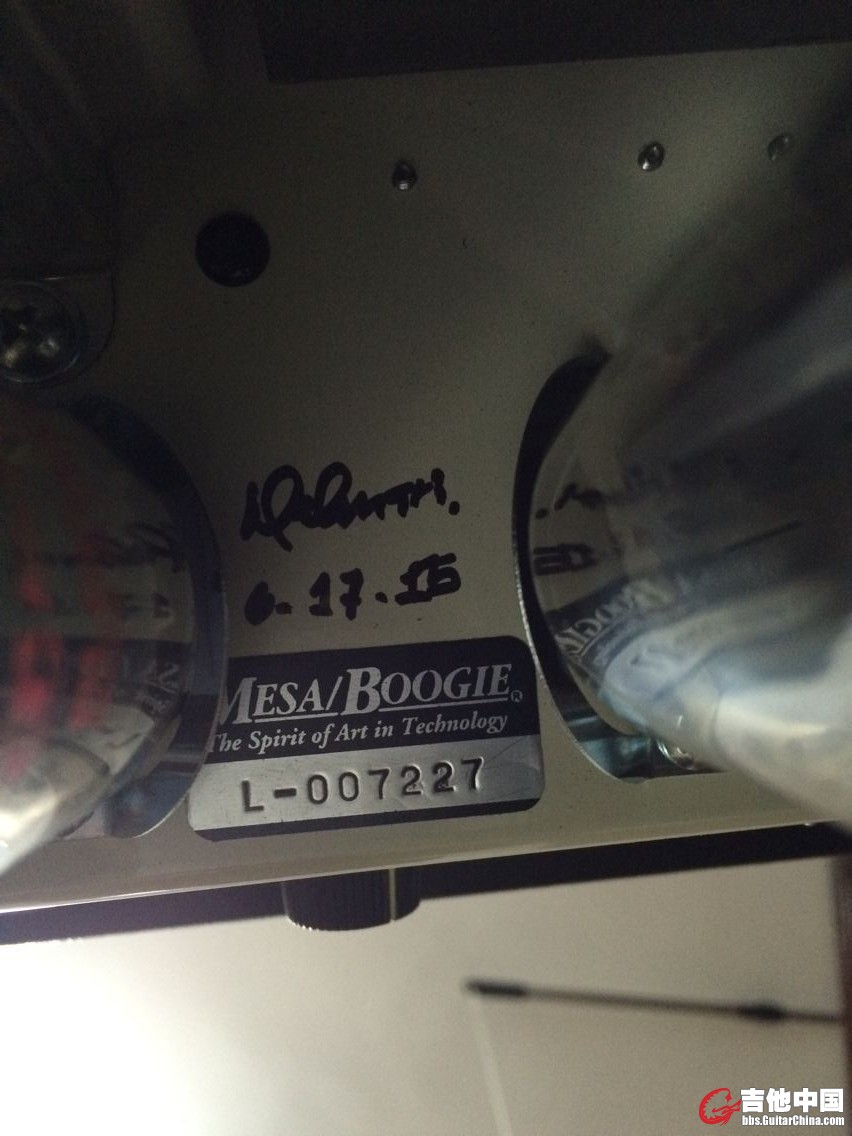 6.17.15
MESA/BOOGIE®
The Spirit of Art in Technology
L-007227
吉他中国
bbs.GuitarChina.com